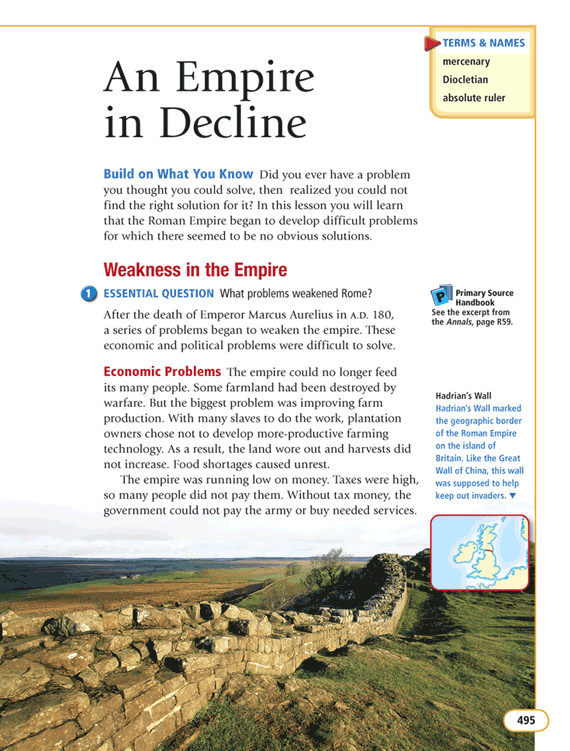 An Empire
in Decline
TERMS & NAMES
mercenary
Diocletian
absolute ruler
Build on What You Know Did you ever have a problem
you thought you could solve, then realized you could not
find the right solution for it? In this lesson you will learn
that the Roman Empire began to develop difficult problems
for which there seemed to be no obvious solutions.
Weakness in the Empire
1 ESSENTIAL QUESTION What problems weakened Rome?
After the death of Emperor Marcus Aurelius in A.D. 180,
a series of problems began to weaken the empire. These
economic and political problems were difficult to solve.
Economic Problems The empire could no longer feed
its many people. Some farmland had been destroyed by
warfare. But the biggest problem was improving farm
production. With many slaves to do the work, plantation
owners chose not to develop more-productive farming
technology. As a result, the land wore out and harvests did
not increase. Food shortages caused unrest.
The empire was running low on money. Taxes were high,
so many people did not pay them. Without tax money, the
government could not pay the army or buy needed services.
P Primary Source
Handbook
See the excerpt from
the Annals, page R59.
Hadrian's Wall
Hadrian's Wall marked
the geographic border
of the Roman Empire
on the island of
Britain. Like the Great
Wall of China, this wall
was supposed to help
keep out invaders. ▼
495